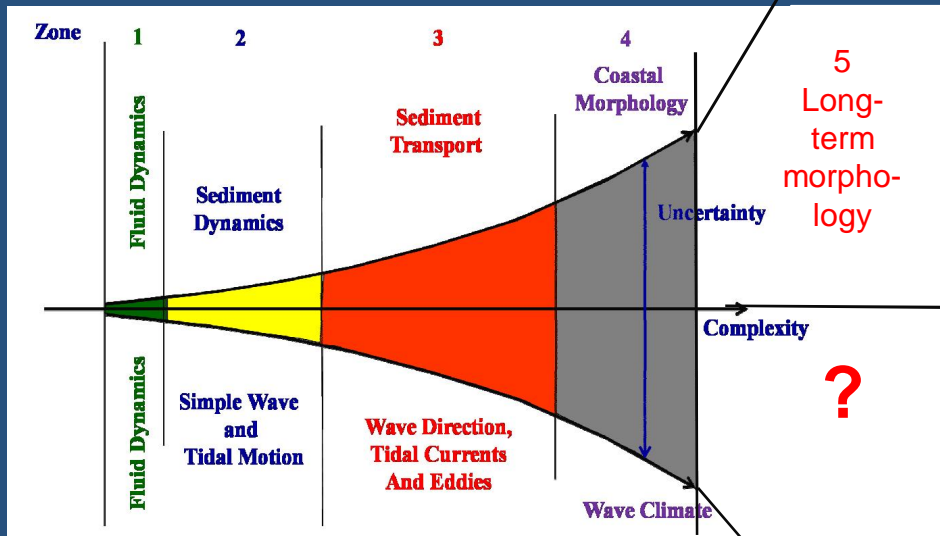 Zone
1
2
3
4
5
Long-
term
morpho-
logy
Coastal
Morphology
Sediment
Transport
Fluid Dynamics
Sediment
Dynamics
Uncertainty
Complexity
Fluid Dynamics
Simple Wave
and
Tidal Motion
Wave Direction,
Tidal Currents
And Eddies
Wave Climate
?